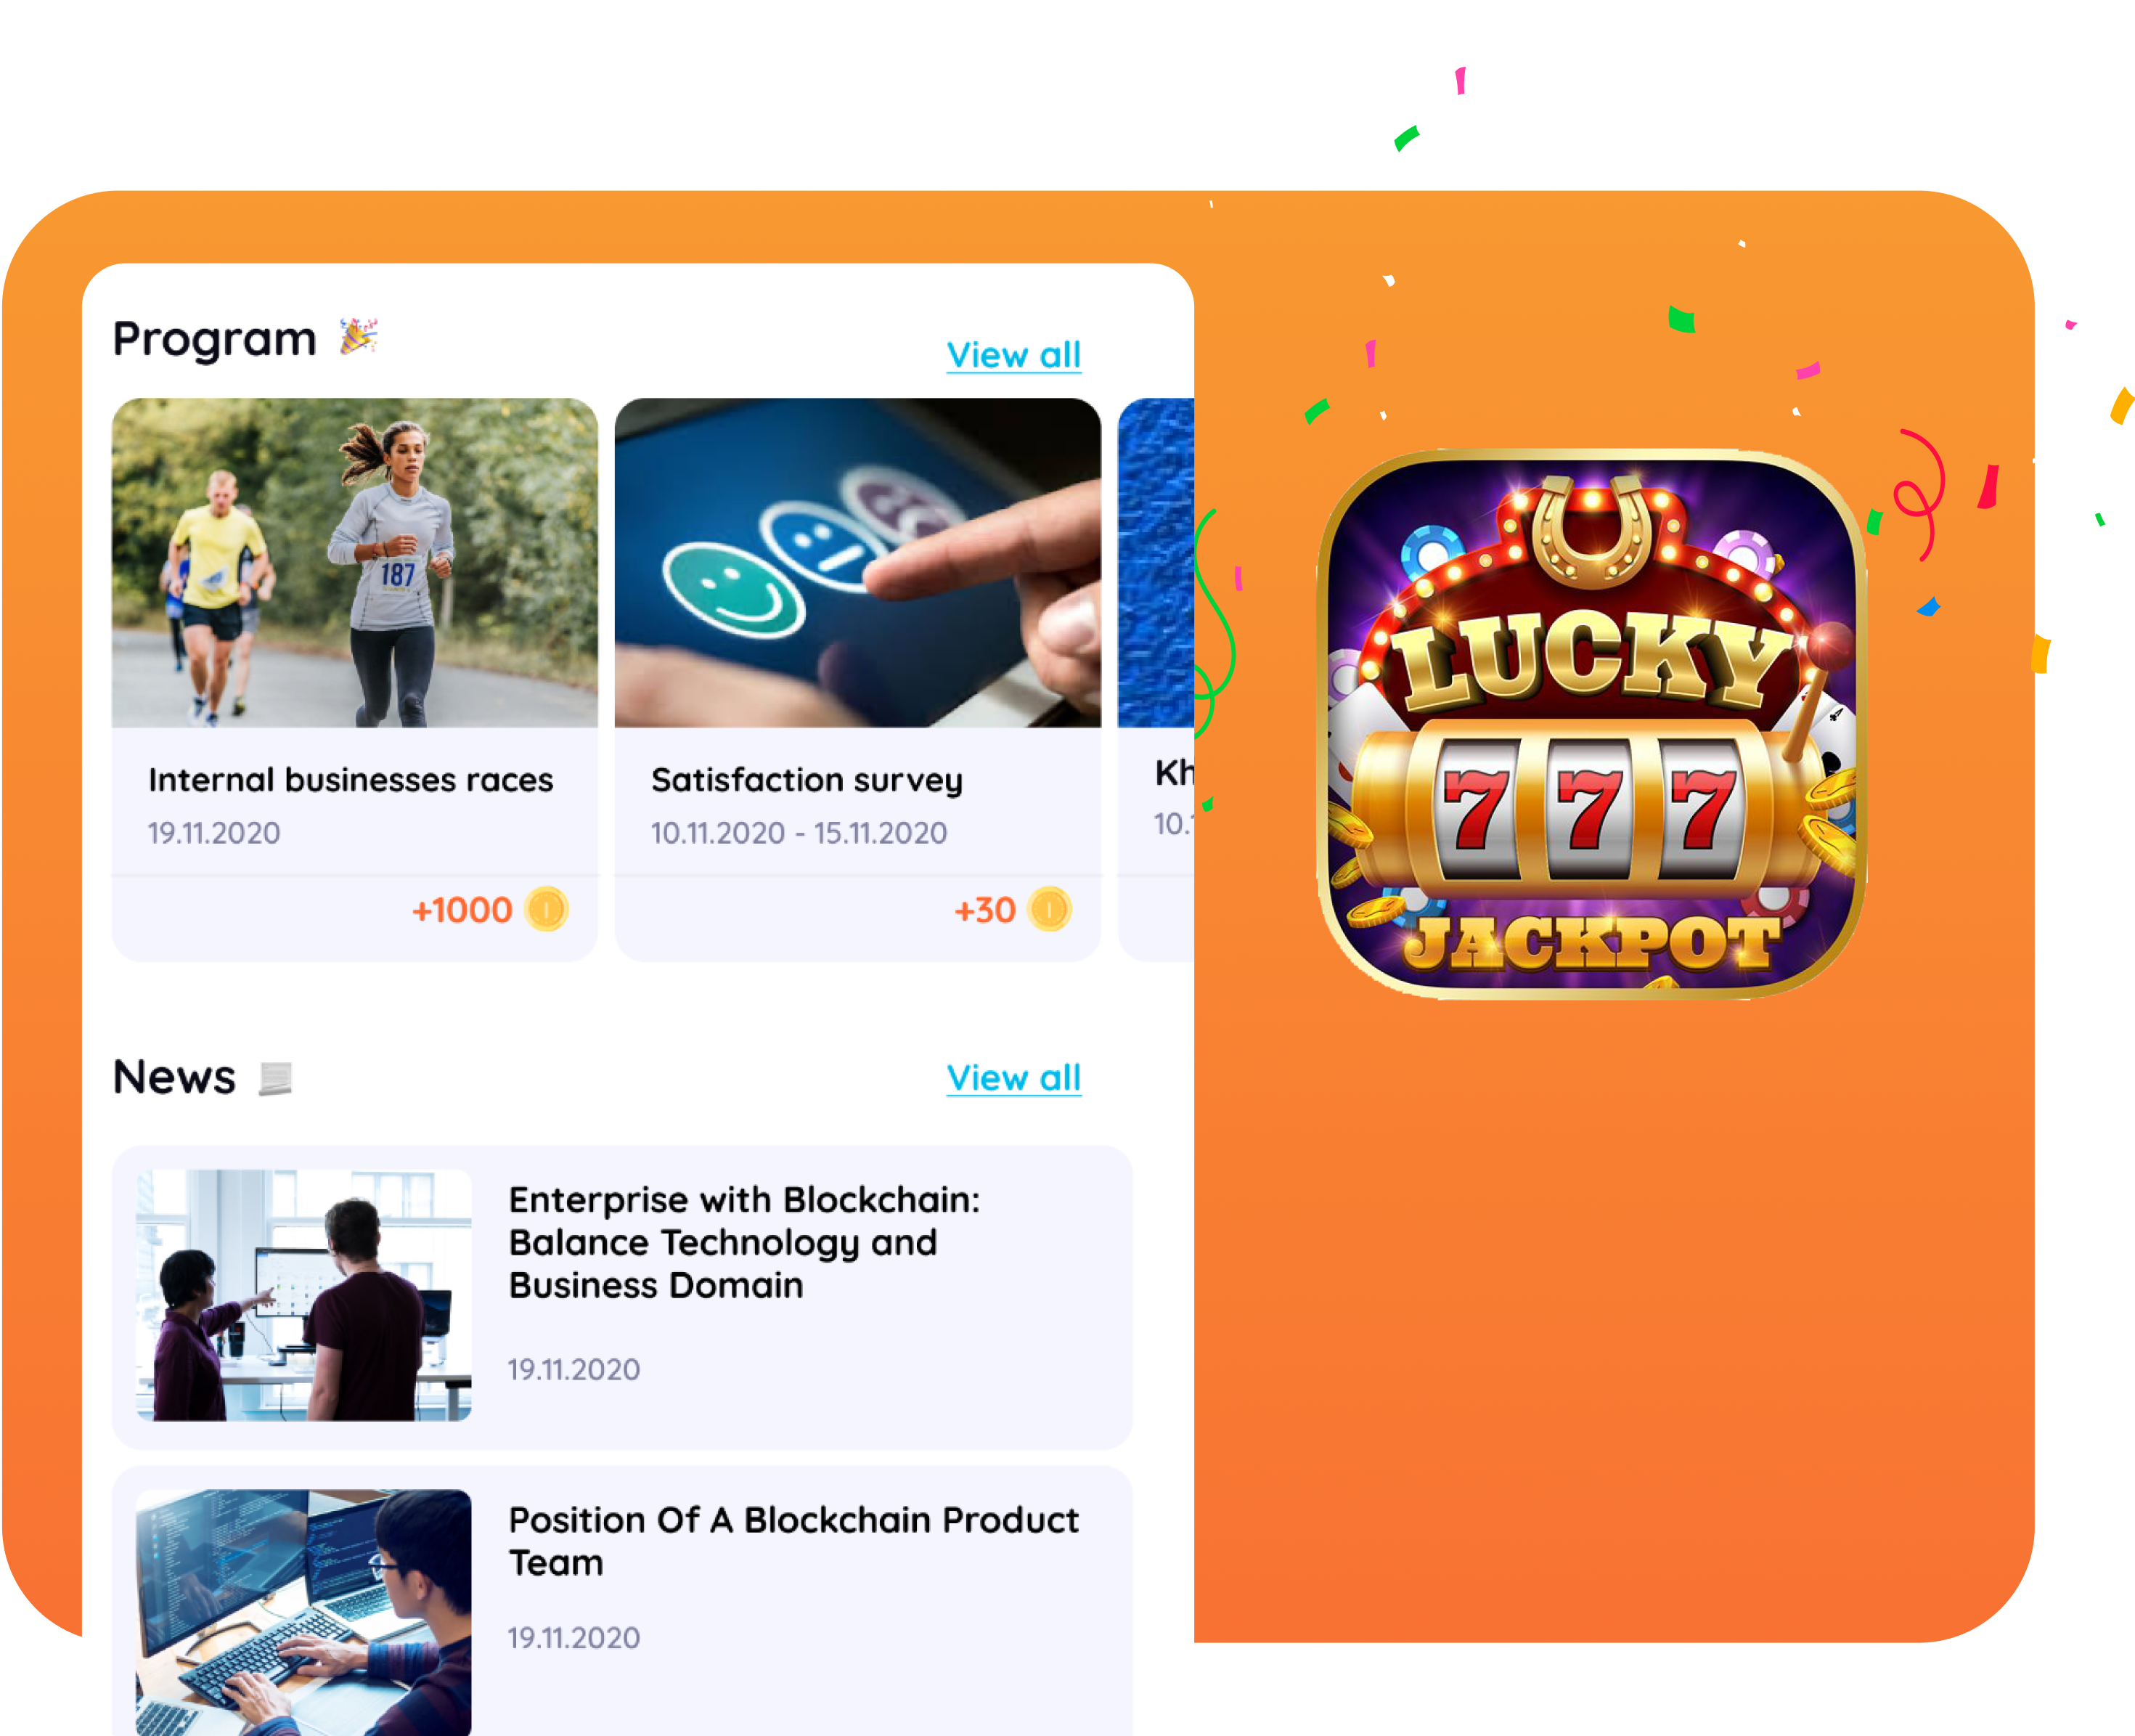 Program
View all
187
Internal businesses races
19.11.2020
+1000
Satisfaction survey
10.11.2020 - 15.11.2020
+30
Kh
10.1
News
View all
Enterprise with Blockchain:
Balance Technology and
Business Domain
19.11.2020
Position Of A Blockchain Product
Team
19.11.2020
LUCKY
777
JACKPOT